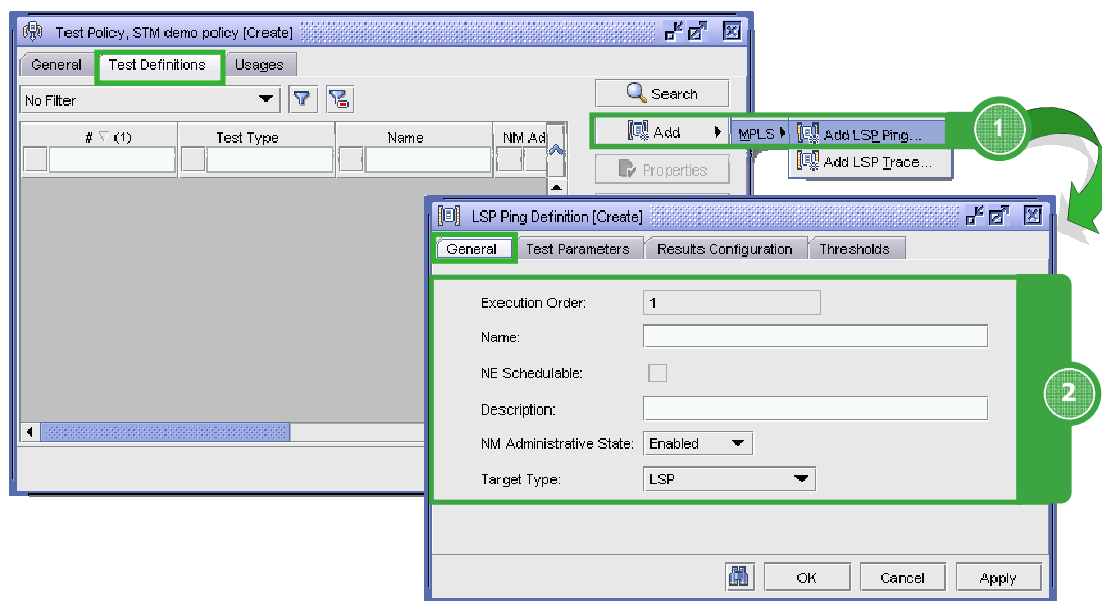 Test Policy, STM demo policy [Create]
General
Test Definitions
Usages
No Filter
Search
# (1)
Test Type
Name
NM Ad
Add
MPLS
Add LSP Ping...
1
Add LSP Trace...
Properties
LSP Ping Definition [Create]
General
Test Parameters
Results Configuration
Thresholds
Execution Order:
1
Name:
NE Schedulable:
2
Description:
NM Administrative State:
Enabled
Target Type:
LSP
OK
Cancel
Apply